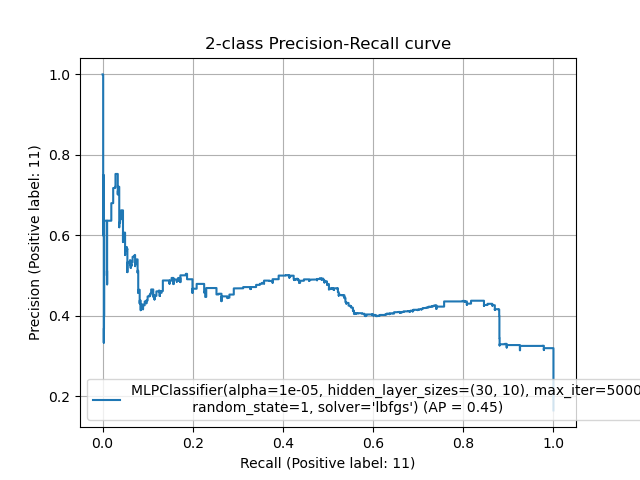 2-class Precision-Recall curve
1.0
0.8
0.6
0.4
0.2
Precision (Positive label: 11)
MLPClassifier(alpha=1e-05, hidden_layer_sizes=(30, 10), max_iter=5000
random_state=1, solver='lbfgs') (AP = 0.45)
0.0 0.2 0.4 0.6 0.8 1.0
Recall (Positive label: 11)